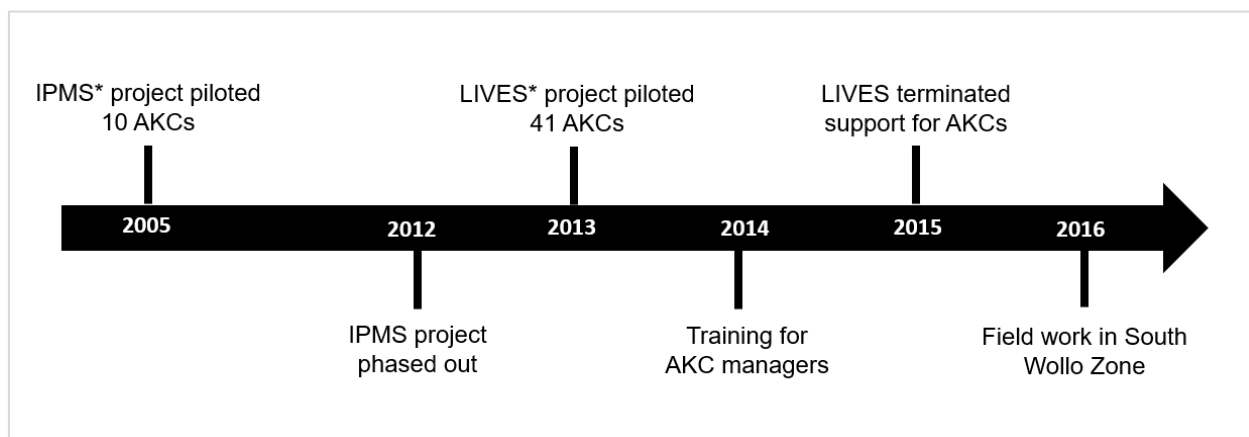 IPMS* project piloted
10 AKCs
LIVES* project piloted
41 AKCs
LIVES terminated
support for AKCs
2005
2012
2013
2014
2015
2016
IPMS project
phased out
Training for
AKC managers
Field work in South
Wollo Zone